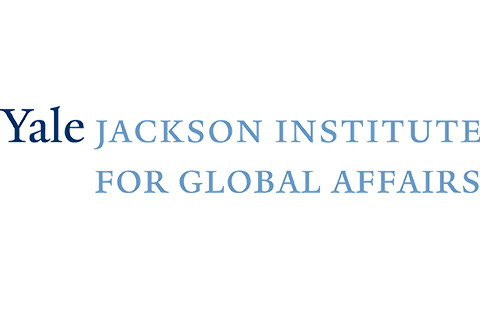 Yale JACKSON INSTITUTE
FOR GLOBAL AFFAIRS